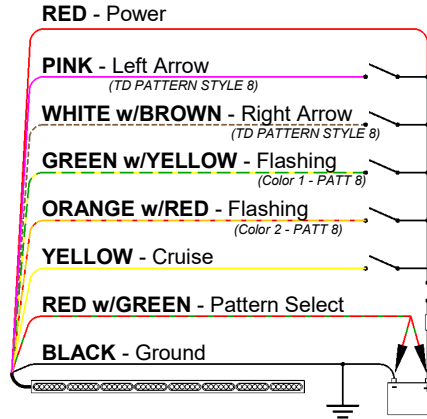 RED - Power
PINK - Left Arrow
(TD PATTERN STYLE 8)
WHITE w/BROWN - Right Arrow
(TD PATTERN STYLE 8)
GREEN w/YELLOW - Flashing
(Color 1 - PATT 8)
ORANGE w/RED - Flashing
(Color 2 - PATT 8)
YELLOW - Cruise
RED w/GREEN - Pattern Select
BLACK - Ground
- +